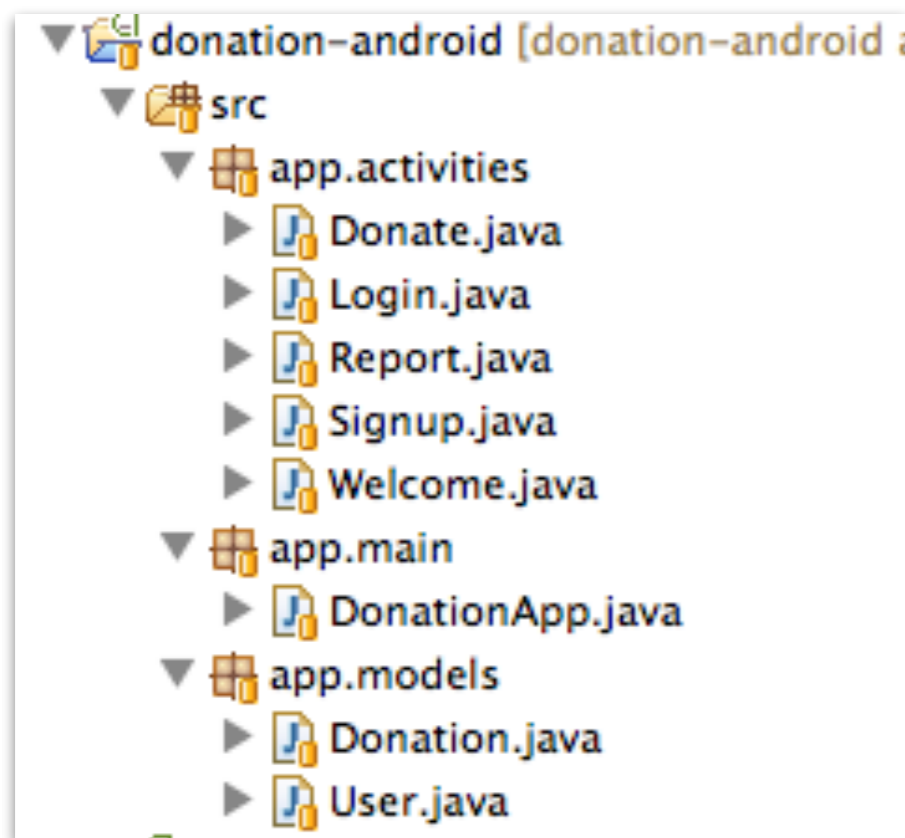 donation-android [donation-android a
src
app.activities
Donate.java
Login.java
Report.java
Signup.java
Welcome.java
app.main
DonationApp.java
app.models
Donation.java
User.java